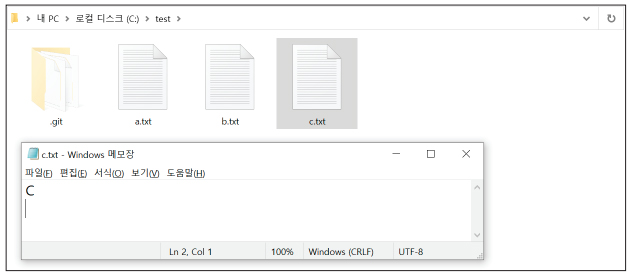 내 PC > 로컬 디스크 (C:) > test >
.git
a.txt
b.txt
c.txt
c.txt - Windows 메모장
파일(F) 편집(E) 서식(O) 보기(V) 도움말(H)
C
Ln 2, Col 1 100% Windows (CRLF) UTF-8